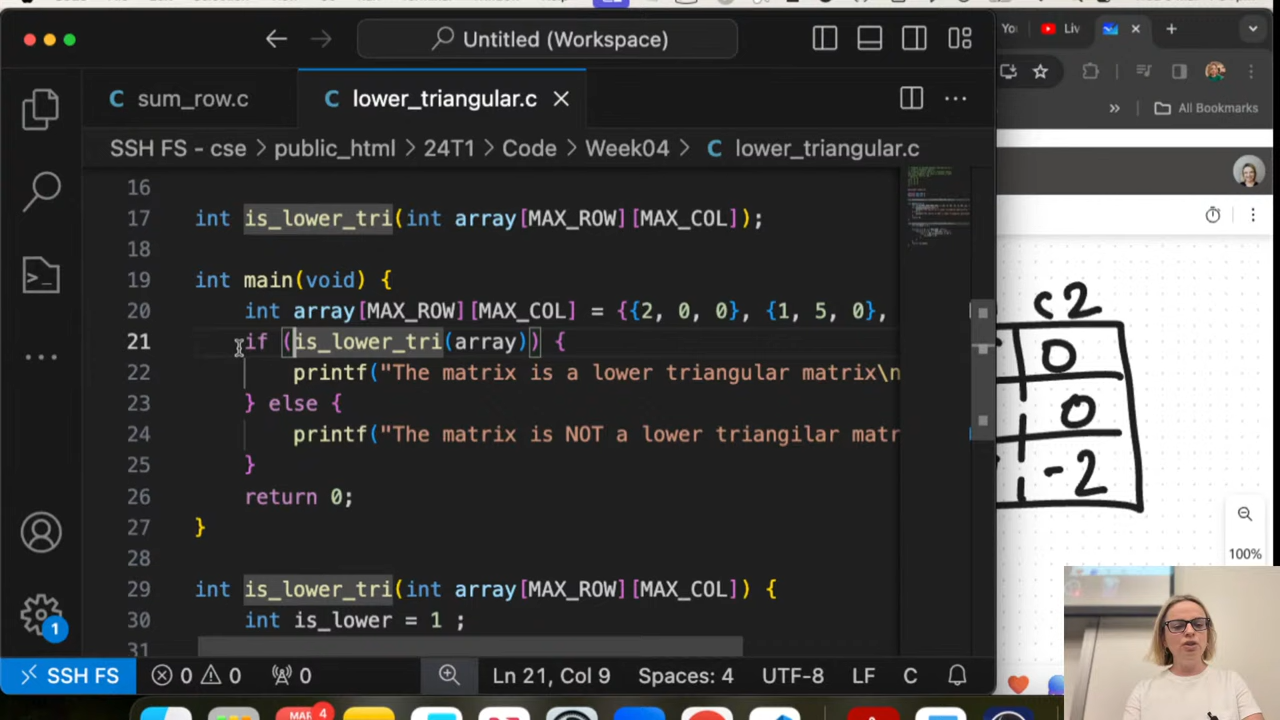 Untitled (Workspace)
Yo
Liv
sum_row.c
lower_triangular.c
All Bookmarks
SSH FS - cse > public_html > 24T1 > Code > Week04 > C lower_triangular.c
16
17 int is_lower_tri(int array[MAX_ROW][MAX_COL]);
18
19 int main(void) {
20 int array[MAX_ROW][MAX_COL] = {{2, 0, 0}, {1, 5, 0},
21 if (is_lower_tri(array)) {
22 printf("The matrix is a lower triangular matrix\n
23 } else {
24 printf("The matrix is NOT a lower triangilar matr
25 }
26 return 0;
27 }
28
29 int is_lower_tri(int array[MAX_ROW][MAX_COL]) {
30 int is_lower = 1 ;
31
c2
0
0
-2
100%
1
SSH FS
0 0 0
Ln 21, Col 9
Spaces: 4
UTF-8
LF
C
MAR
4